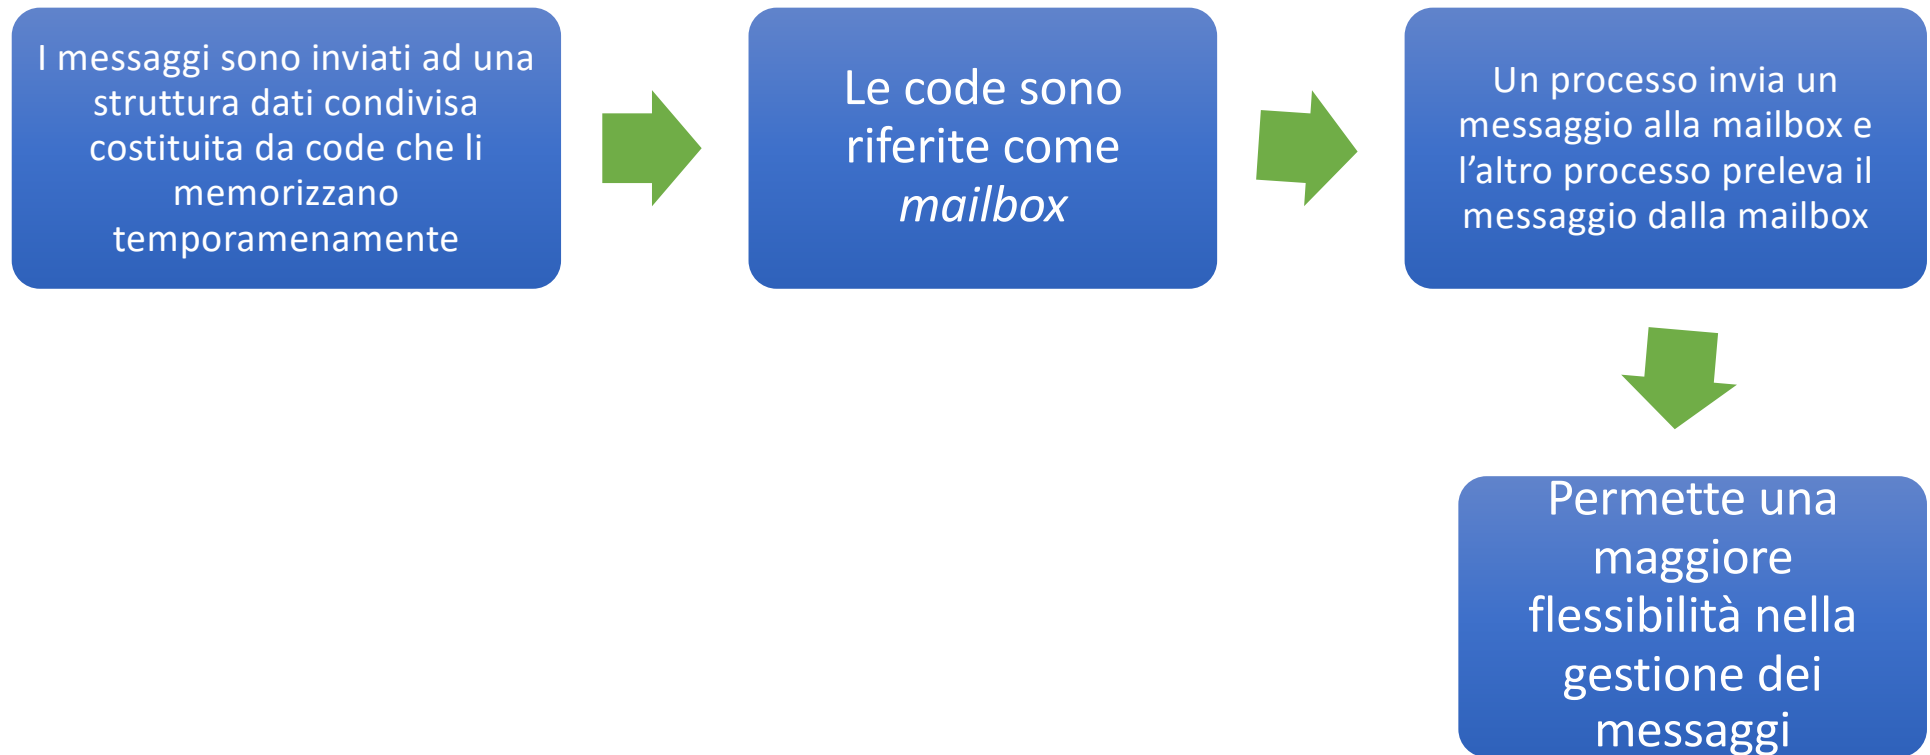 I messaggi sono inviati ad una
struttura dati condivisa
costituita da code che li
memorizzano
temporamenamente
Le code sono
riferite come
mailbox
Un processo invia un
messaggio alla mailbox e
l’altro processo preleva il
messaggio dalla mailbox
Permette una
maggiore
flessibilità nella
gestione dei
messaggi